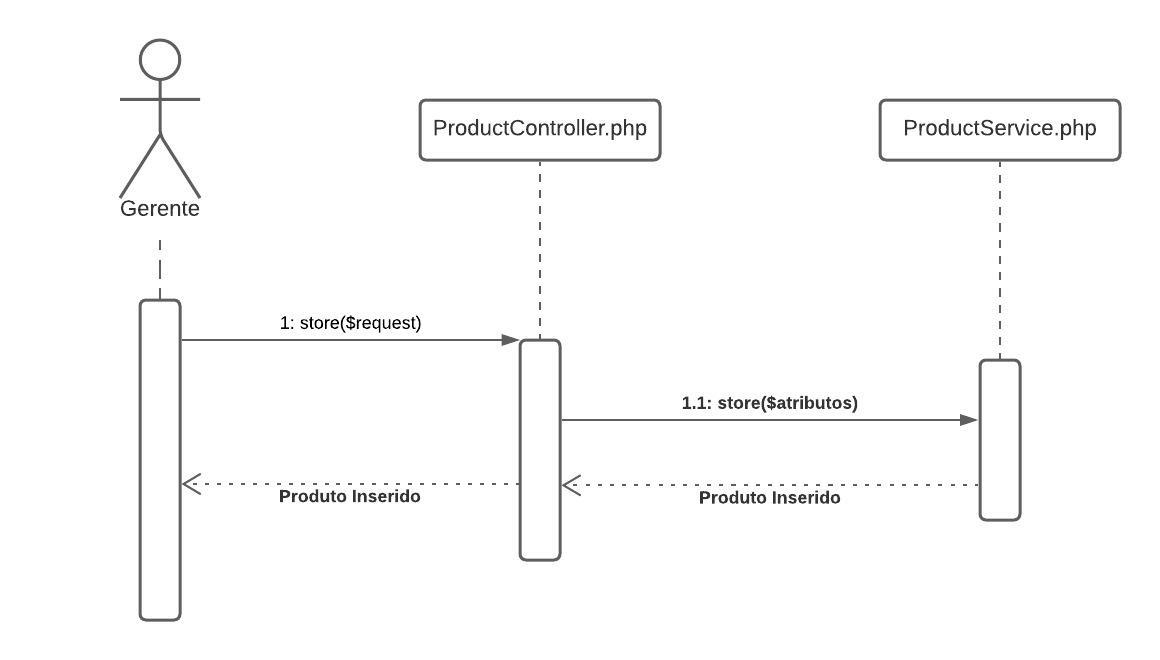 ProductController.php
ProductService.php
Gerente
1: store($request)
1.1: store($atributos)
Produto Inserido
Produto Inserido